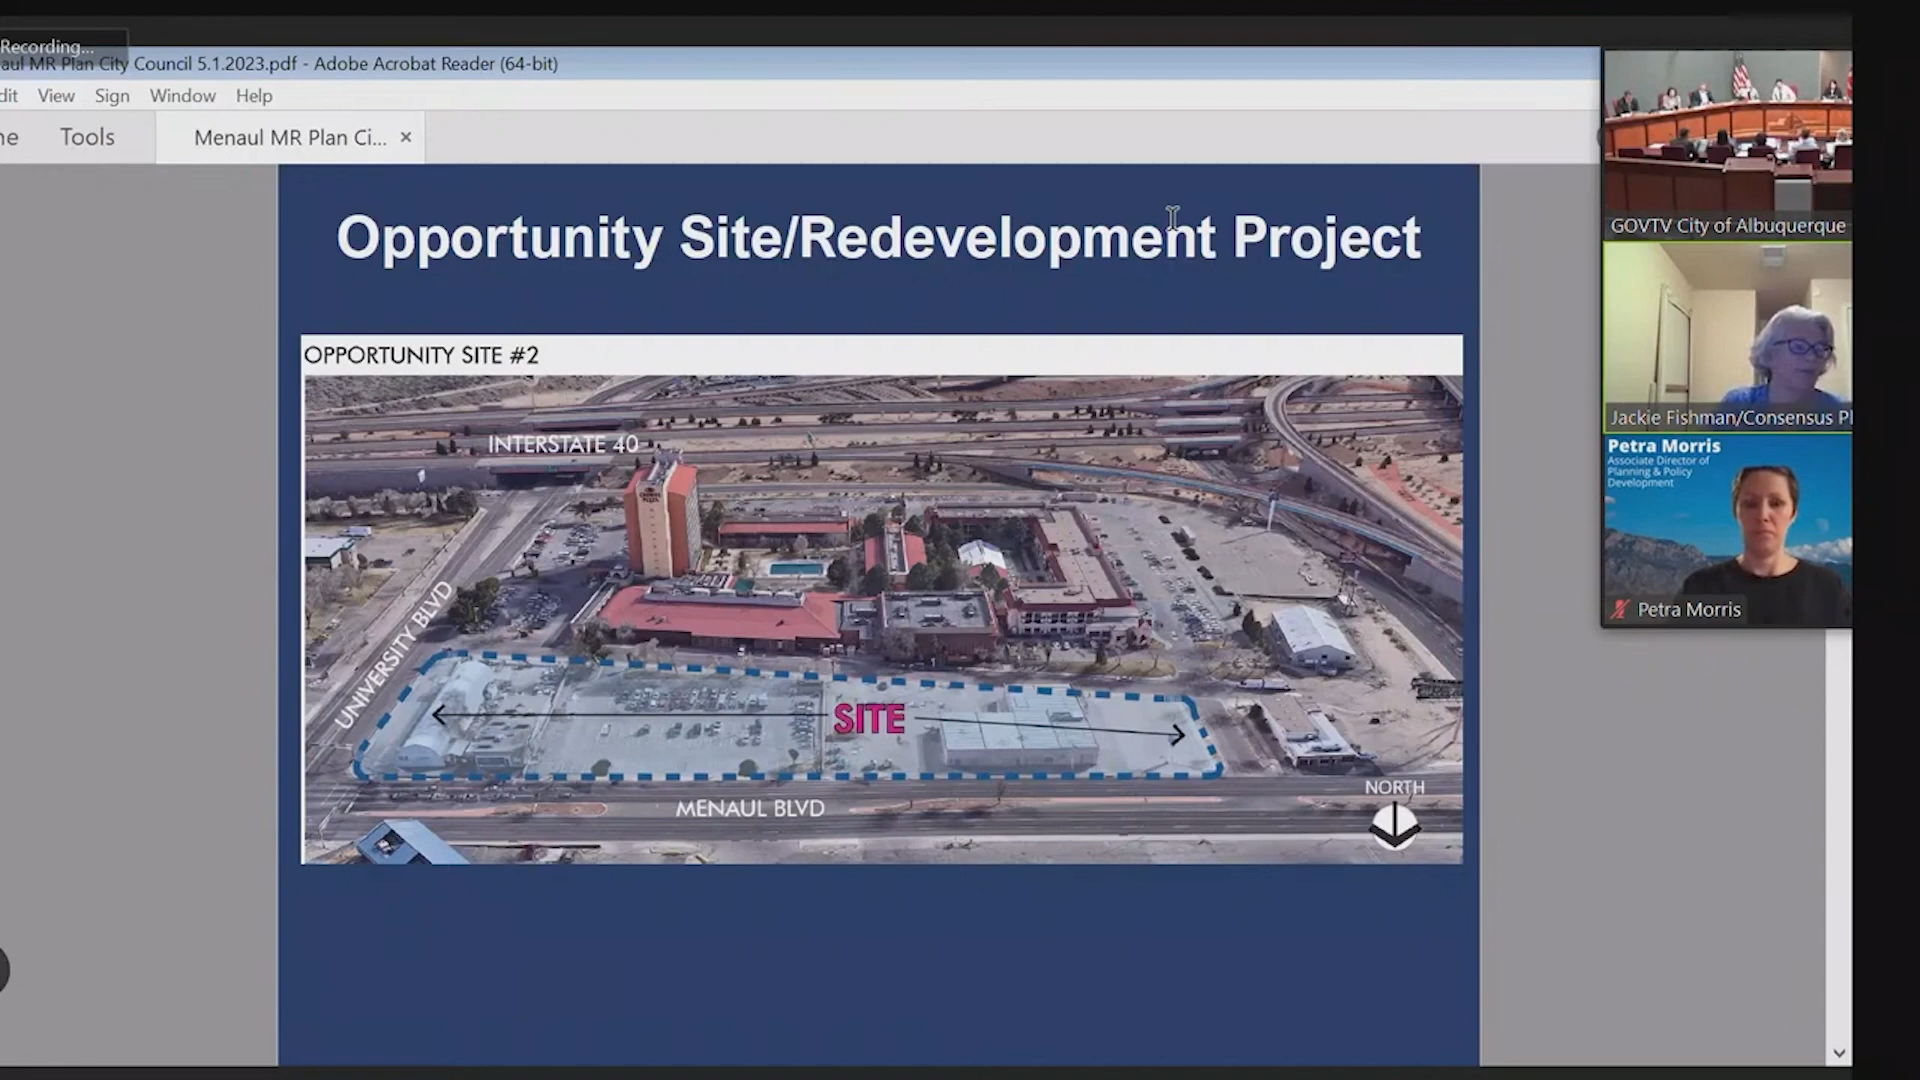 Recording...
aul MR Plan City Council 5.1.2023.pdf - Adobe Acrobat Reader (64-bit)
dit View Sign Window Help
ne Tools Menaul MR Plan Ci... ×
Opportunity Site/Redevelopment Project
OPPORTUNITY SITE #2
INTERSTATE 40
UNIVERSITY BLVD
SITE
MENAUL BLVD
NORTH
GOVTV City of Albuquerque
Jackie Fishman/Consensus Pl
Petra Morris
Associate Director of
Planning & Policy
Development
Petra Morris